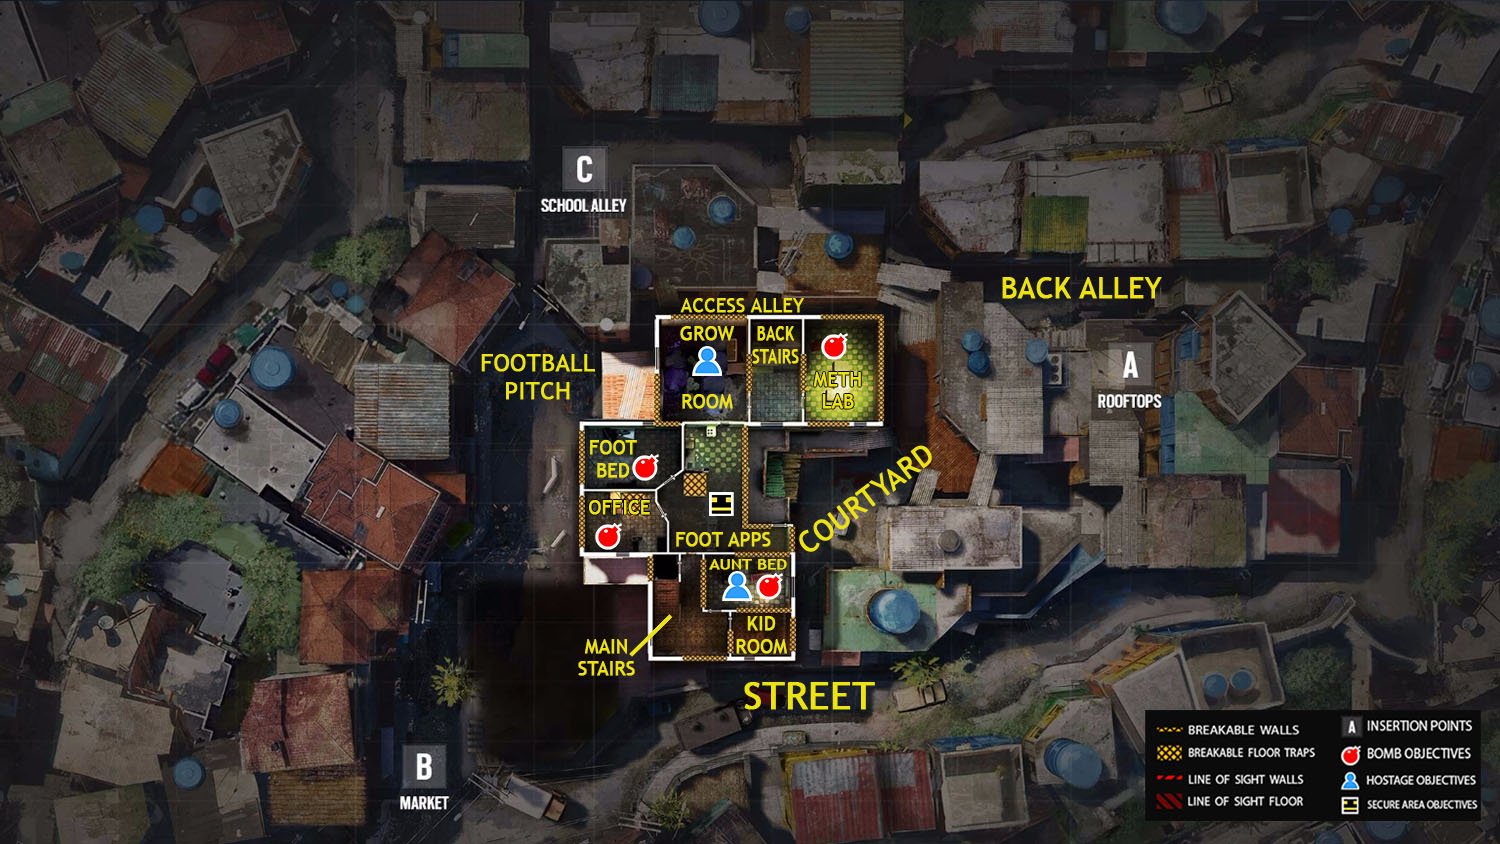 C
SCHOOL ALLEY
BACK ALLEY
ACCESS ALLEY
GROW
ROOM
BACK
STAIRS
METH
LAB
FOOTBALL
PITCH
A
ROOFTOPS
FOOT
BED
OFFICE
FOOT APPS
COURTYARD
AUNT BED
KID
ROOM
MAIN
STAIRS
STREET
B
MARKET
BREAKABLE WALLS
BREAKABLE FLOOR TRAPS
LINE OF SIGHT WALLS
LINE OF SIGHT FLOOR
A INSERTION POINTS
BOMB OBJECTIVES
HOSTAGE OBJECTIVES
SECURE AREA OBJECTIVES